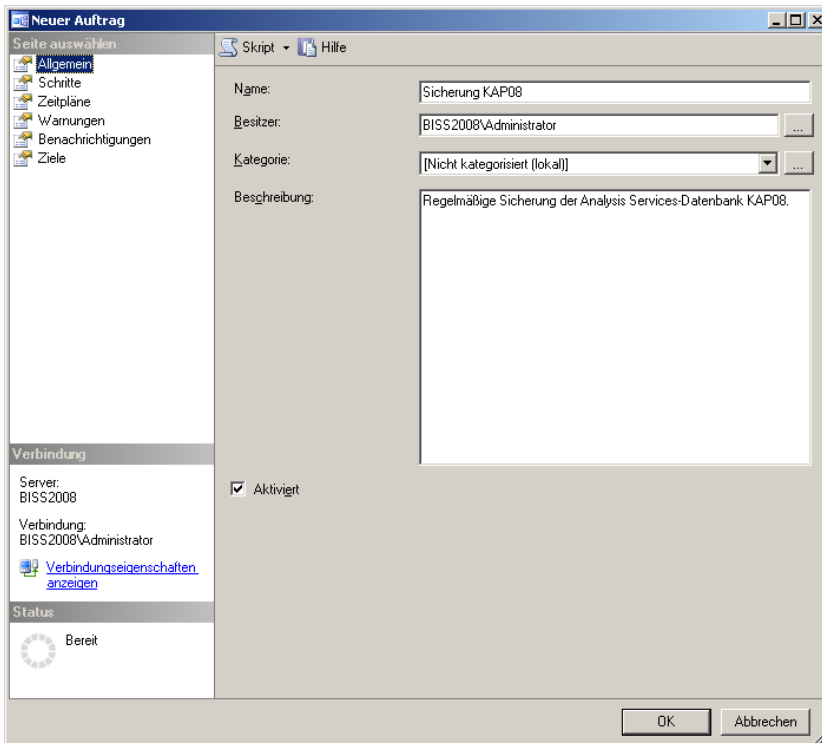 Neuer Auftrag
Seite auswählen
Allgemein
Schritte
Zeitpläne
Warnungen
Benachrichtigungen
Ziele
Skript
Hilfe
Name:
Sicherung KAP08
Besitzer:
BISS2008\Administrator
...
Kategorie:
[Nicht kategorisiert (lokal)]
...
Beschreibung:
Regelmäßige Sicherung der Analysis Services-Datenbank KAP08.
Aktiviert
Verbindung
Server:
BISS2008
Verbindung:
BISS2008\Administrator
Verbindungseigenschaften
anzeigen
Status
Bereit
OK
Abbrechen